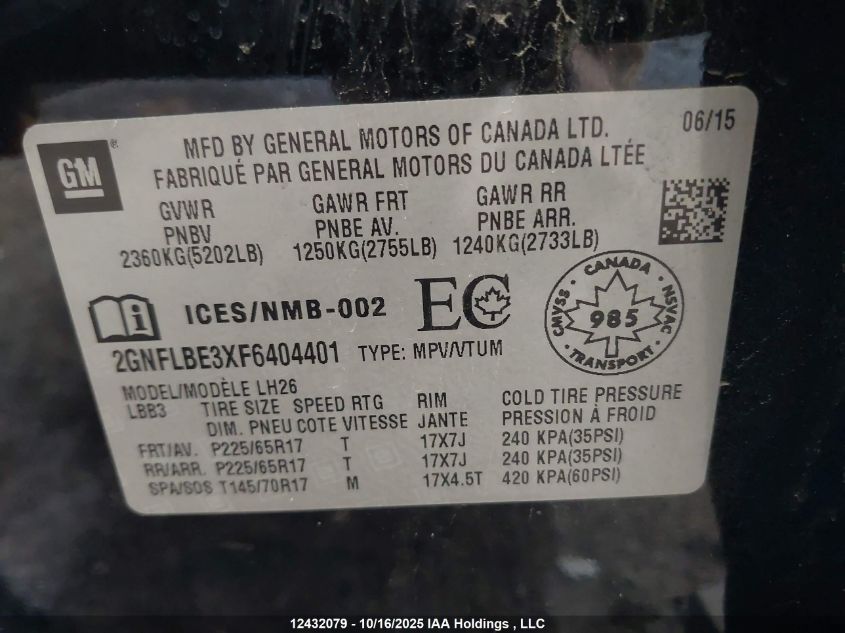 GM
®
MFD BY GENERAL MOTORS OF CANADA LTD. 06/15
FABRIQUÉ PAR GENERAL MOTORS DU CANADA LTÉE
GVWR GAWR FRT GAWR RR
PNBV PNBE AV. PNBE ARR.
2360KG(5202LB) 1250KG(2755LB) 1240KG(2733LB)
i ICES/NMB-002 EC
CANADA CMVSS NSVAC 985 TRANSPORT
2GNFLBE3XF6404401 TYPE: MPV/VTUM
MODEL/MODÈLE LH26
LBB3 TIRE SIZE SPEED RTG RIM COLD TIRE PRESSURE
DIM. PNEU COTE VITESSE JANTE PRESSION À FROID
FRT/AV. P225/65R17 T 17X7J 240 KPA(35PSI)
RR/ARR. P225/65R17 T 17X7J 240 KPA(35PSI)
SPA/SOS T145/70R17 M 17X4.5T 420 KPA(60PSI)
12432079 - 10/16/2025 IAA Holdings , LLC